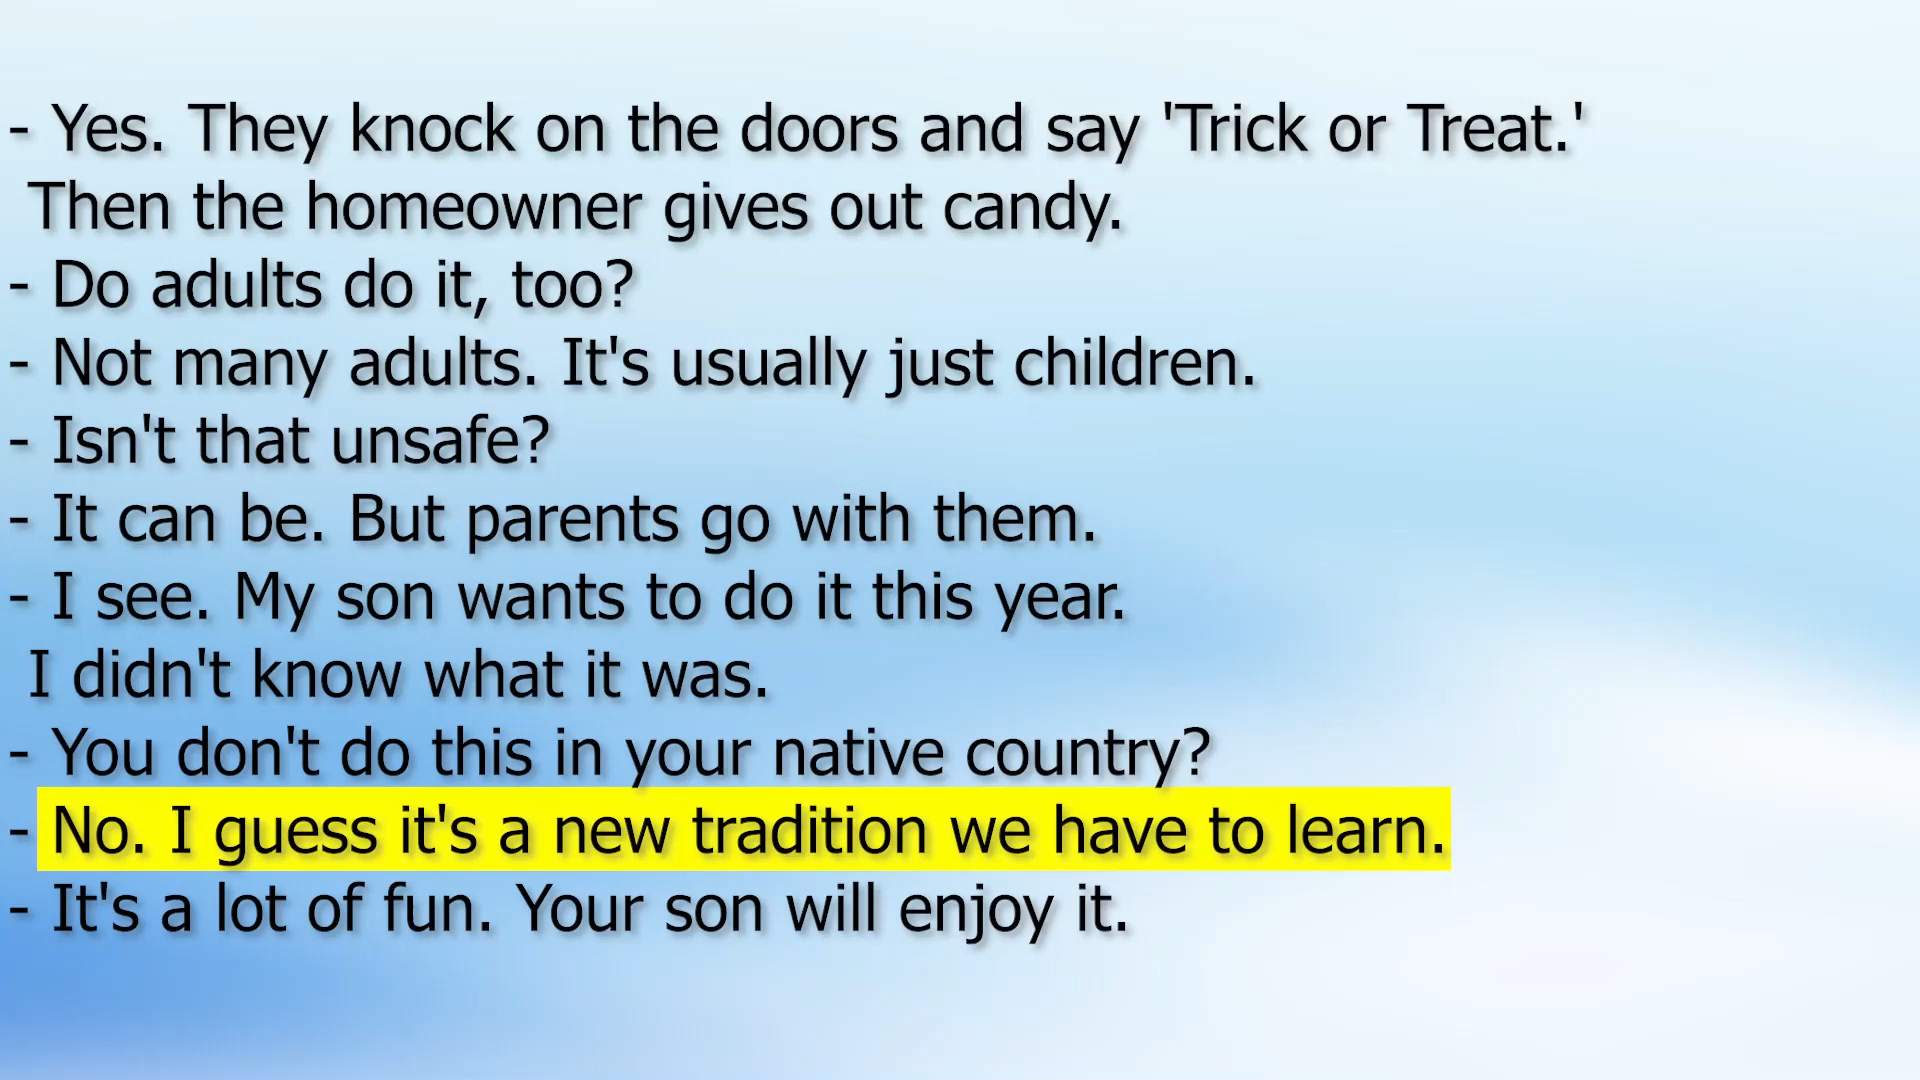 - Yes. They knock on the doors and say 'Trick or Treat.'
Then the homeowner gives out candy.
- Do adults do it, too?
- Not many adults. It's usually just children.
- Isn't that unsafe?
- It can be. But parents go with them.
- I see. My son wants to do it this year.
I didn't know what it was.
- You don't do this in your native country?
- No. I guess it's a new tradition we have to learn.
- It's a lot of fun. Your son will enjoy it.